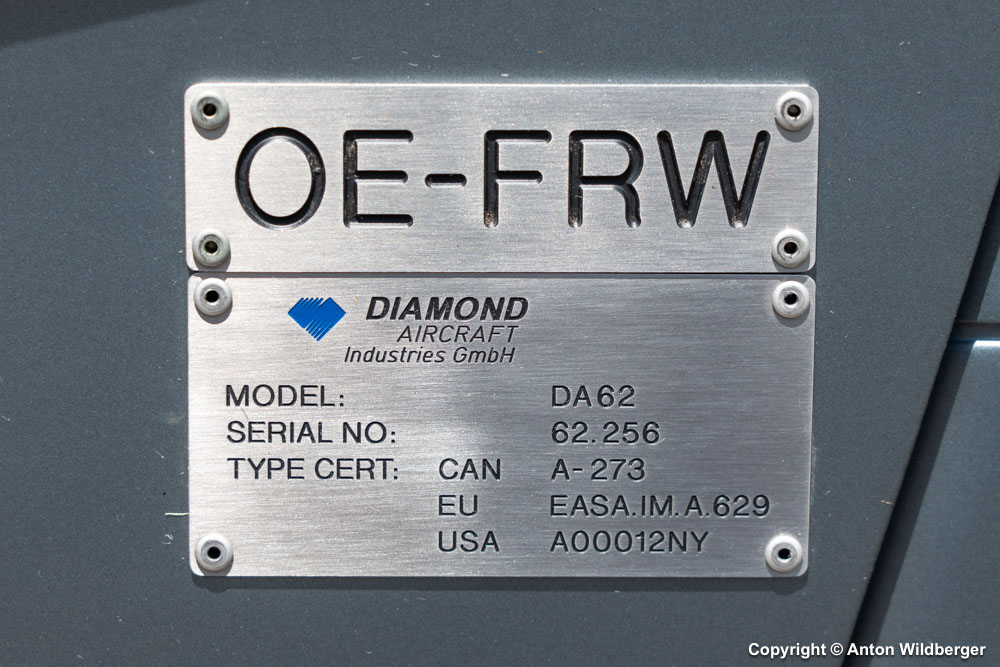 OE-FRW
DIAMOND
AIRCRAFT
Industries GmbH
MODEL: DA62
SERIAL NO: 62.256
TYPE CERT: CAN A-273
EU EASA.IM.A.629
USA A00012NY
Copyright © Anton Wildberger